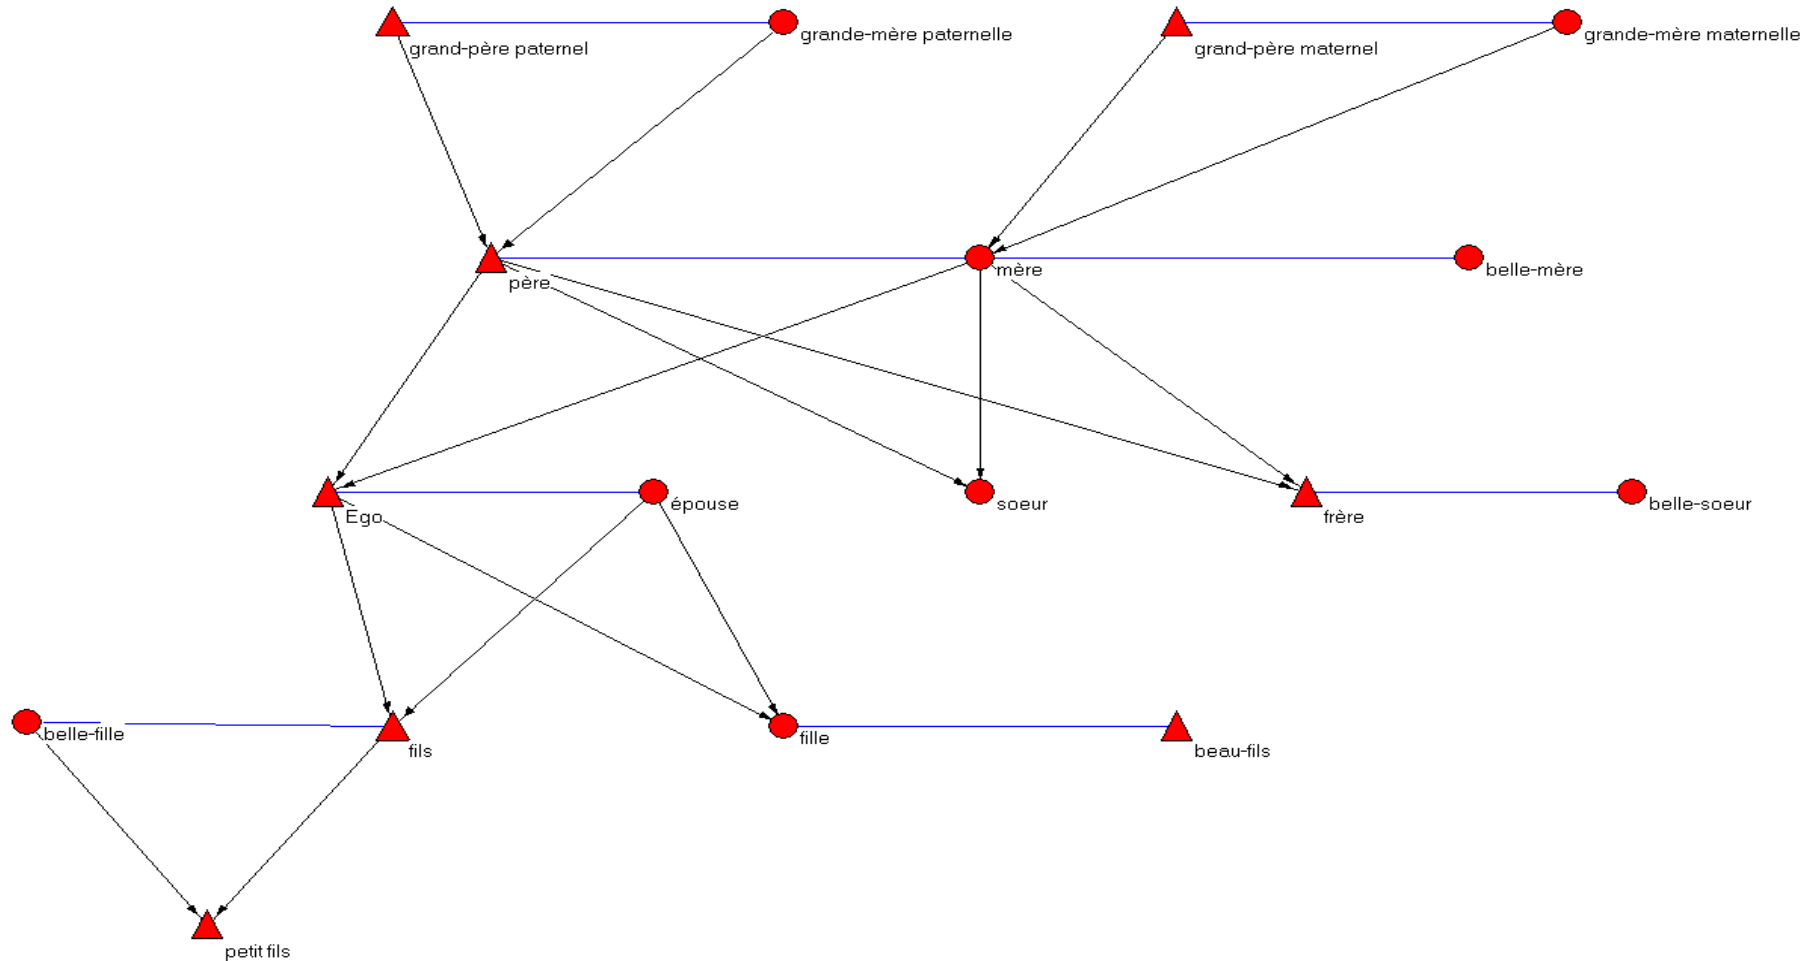 grand-père paternel
grande-mère paternelle
grand-père maternel
grande-mère maternelle
père
mère
belle-mère
Ego
épouse
soeur
frère
belle-soeur
belle-fille
fils
fille
beau-fils
petit fils